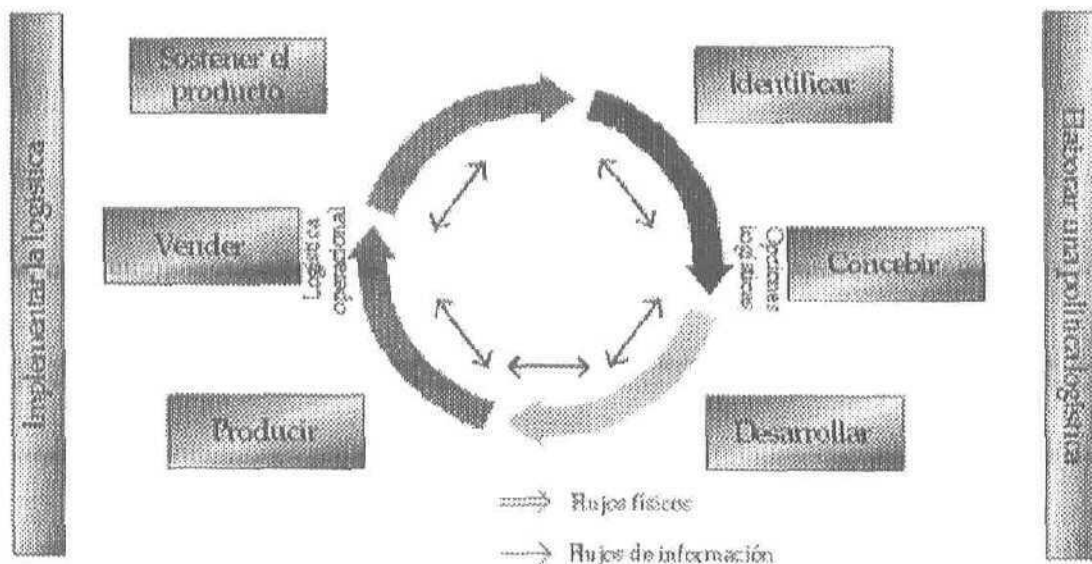 Implementar la logística
Sostener el
producto
Identificar
Vender
Logística
operacional
Opciones
logísticas
Concebir
Producir
Desarrollar
Elaborar una política logística
Flujos físicos
Flujos de información